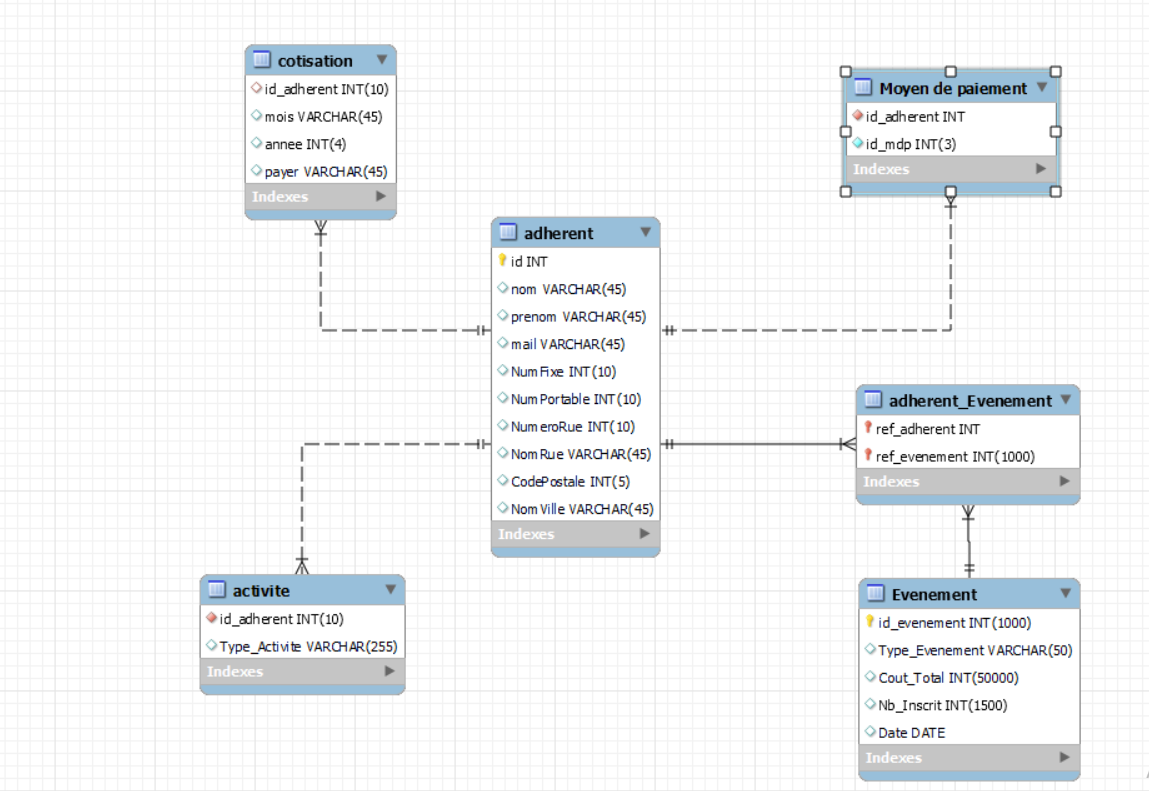 cotisation
id_adherent INT(10)
mois VARCHAR(45)
annee INT(4)
payer VARCHAR(45)
Indexes
Moyen de paiement
id_adherent INT
id_mdp INT(3)
Indexes
adherent
id INT
nom VARCHAR(45)
prenom VARCHAR(45)
mail VARCHAR(45)
NumFixe INT(10)
NumPortable INT(10)
NumeroRue INT(10)
NomRue VARCHAR(45)
CodePostale INT(5)
NomVille VARCHAR(45)
Indexes
adherent_Evenement
ref_adherent INT
ref_evenement INT(1000)
Indexes
activite
id_adherent INT(10)
Type_Activite VARCHAR(255)
Indexes
Evenement
id_evenement INT(1000)
Type_Evenement VARCHAR(50)
Cout_Total INT(50000)
Nb_Inscrit INT(1500)
Date DATE
Indexes